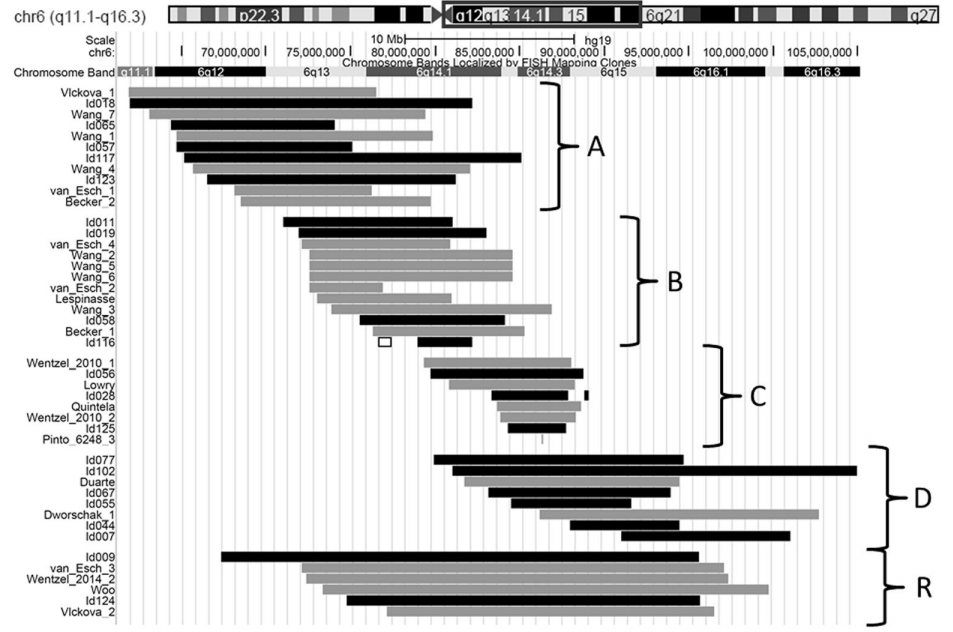 chr6 (q11.1-q16.3) p22.3 q12 q13 14.1 15 6q21 q27
Scale 10 Mb hg19
chr6: 70,000,000 75,000,000 80,000,000 85,000,000 90,000,000 95,000,000 100,000,000 105,000,000
Chromosome Bands Localized by FISH Mapping Clones
Chromosome Band q11.1 6q12 6q13 6q14.1 6q14.3 6q15 6q16.1 6q16.3
Vlckova_1
Id018
Wang_7
Id065
Wang_1
Id057
Id117
Wang_4
Id123
van_Esch_1
Becker_2
A
Id011
Id019
van_Esch_4
Wang_2
Wang_5
Wang_6
van_Esch_2
Lespinasse
Wang_3
Id058
Becker_1
Id116
B
Wentzel_2010_1
Id056
Lowry
Id028
Quintela
Wentzel_2010_2
Id125
Pinto_6248_3
C
Id077
Id102
Duarte
Id067
Id055
Dworschak_1
Id044
Id007
D
Id009
van_Esch_3
Wentzel_2014_2
Woo
Id124
Vlckova_2
R